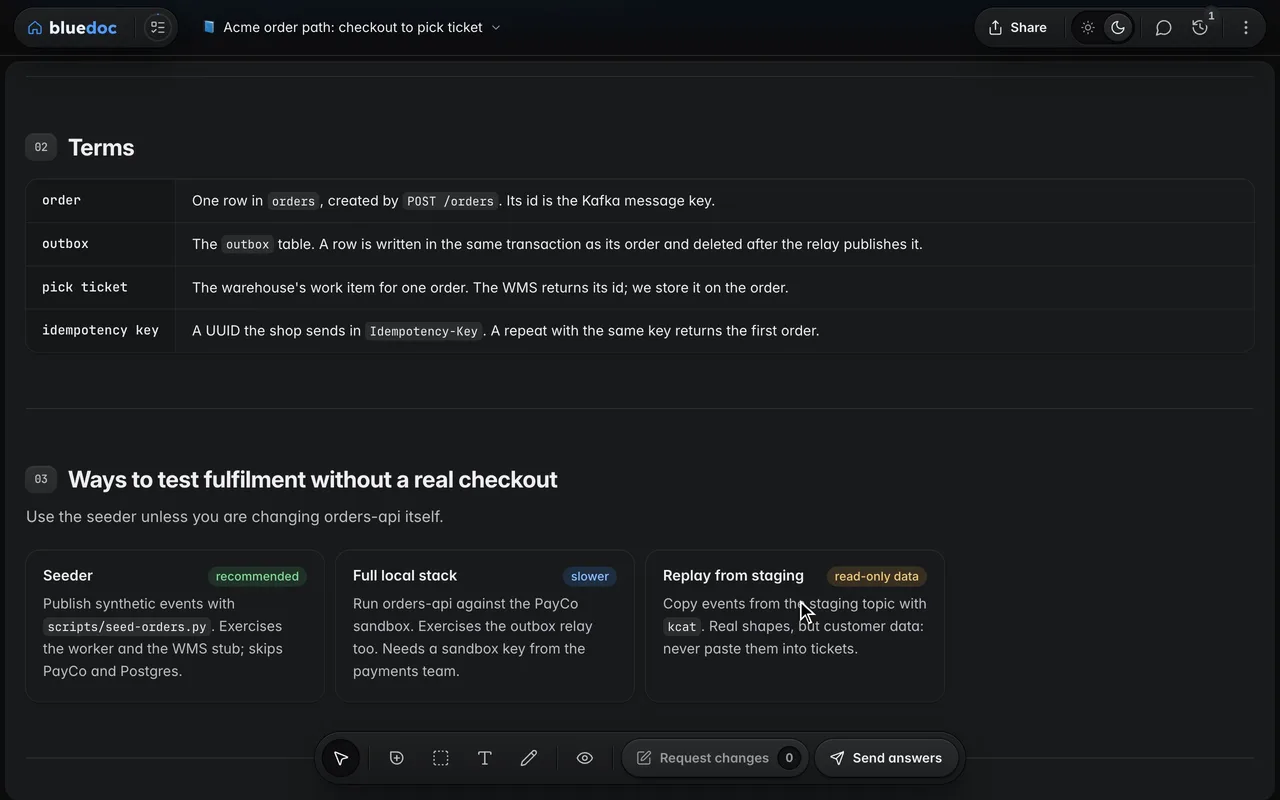 bluedoc
Acme order path: checkout to pick ticket
Share
1
02 Terms
order One row in orders, created by POST /orders. Its id is the Kafka message key.
outbox The outbox table. A row is written in the same transaction as its order and deleted after the relay publishes it.
pick ticket The warehouse's work item for one order. The WMS returns its id; we store it on the order.
idempotency key A UUID the shop sends in Idempotency-Key. A repeat with the same key returns the first order.
03 Ways to test fulfilment without a real checkout
Use the seeder unless you are changing orders-api itself.
Seeder recommended
Publish synthetic events with
scripts/seed-orders.py. Exercises
the worker and the WMS stub; skips
PayCo and Postgres.
Full local stack slower
Run orders-api against the PayCo
sandbox. Exercises the outbox relay
too. Needs a sandbox key from the
payments team.
Replay from staging read-only data
Copy events from the staging topic with
kcat. Real shapes, but customer data:
never paste them into tickets.
Request changes 0
Send answers